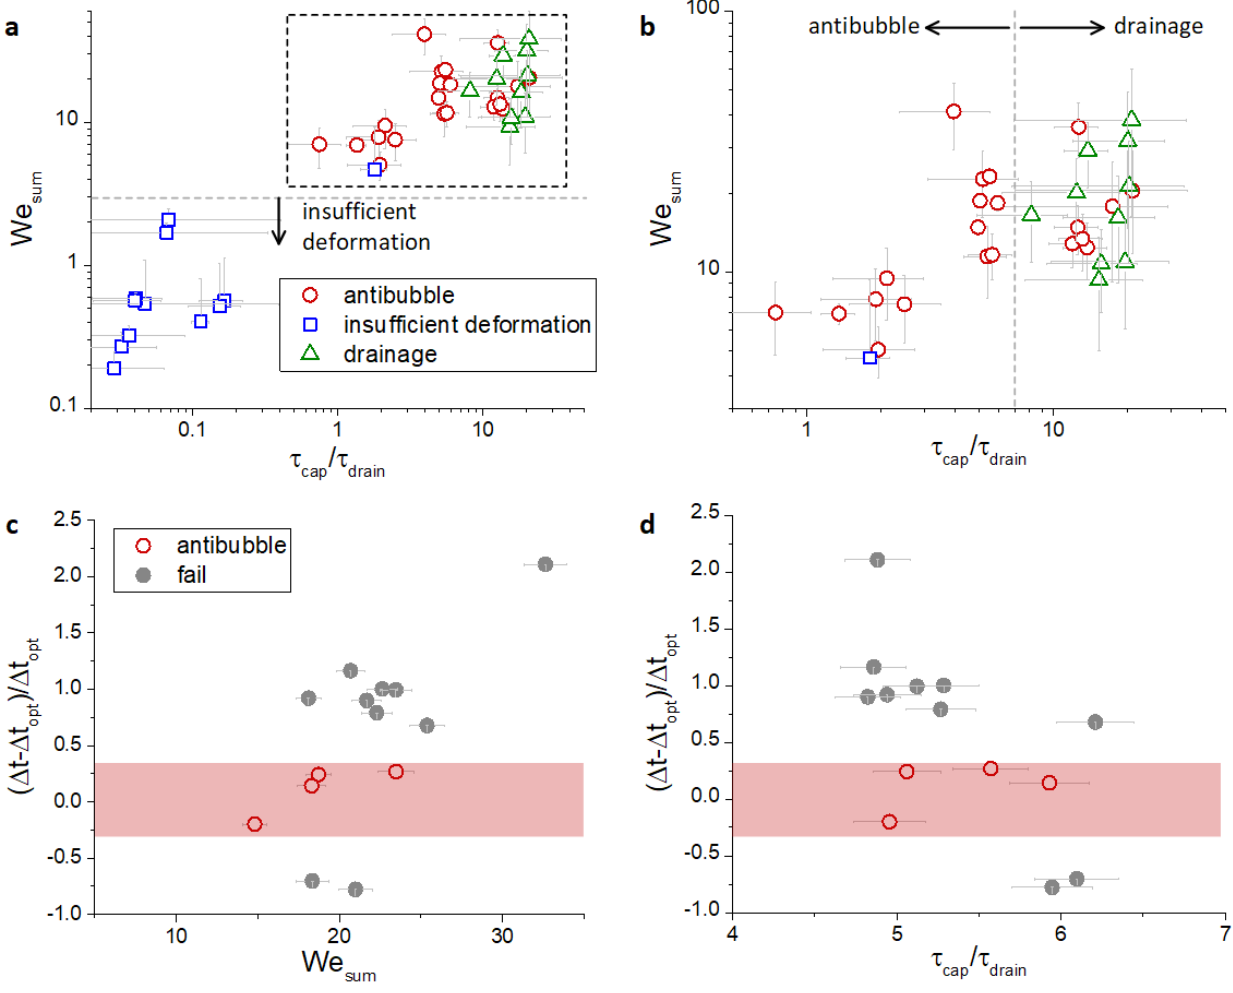 a
We_sum
100
10
1
0.1
0.1
1
10
τ_cap/τ_drain
insufficient
deformation
antibubble
insufficient deformation
drainage
b
We_sum
100
10
antibubble
drainage
1
10
τ_cap/τ_drain
c
(Δt-Δt_opt)/Δt_opt
2.5
2.0
1.5
1.0
0.5
0.0
-0.5
-1.0
antibubble
fail
10
20
30
We_sum
d
(Δt-Δt_opt)/Δt_opt
2.5
2.0
1.5
1.0
0.5
0.0
-0.5
-1.0
4
5
6
7
τ_cap/τ_drain